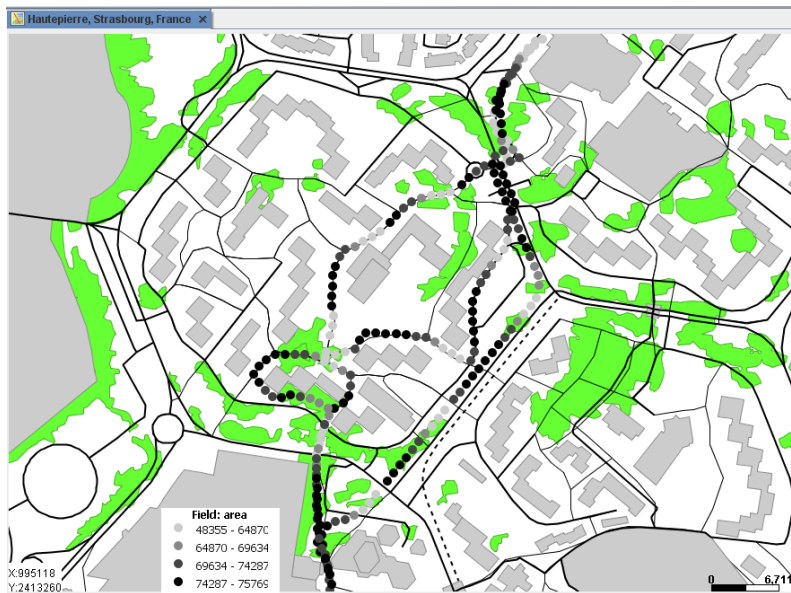 Hautepierre, Strasbourg, France ×
Field: area
48355 - 64870
64870 - 69634
69634 - 74287
74287 - 75769
X:995118
Y:2413260
0 6.711